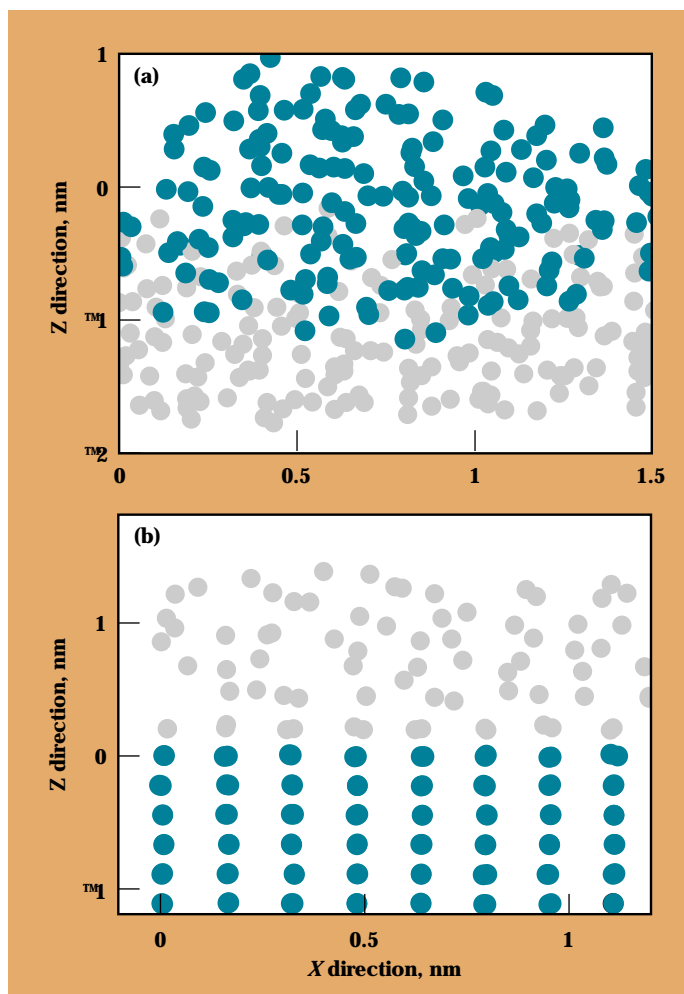 (a)
1
0
™1
™2
Z direction, nm
0 0.5 1 1.5
(b)
1
0
™1
Z direction, nm
0 0.5 1
X direction, nm